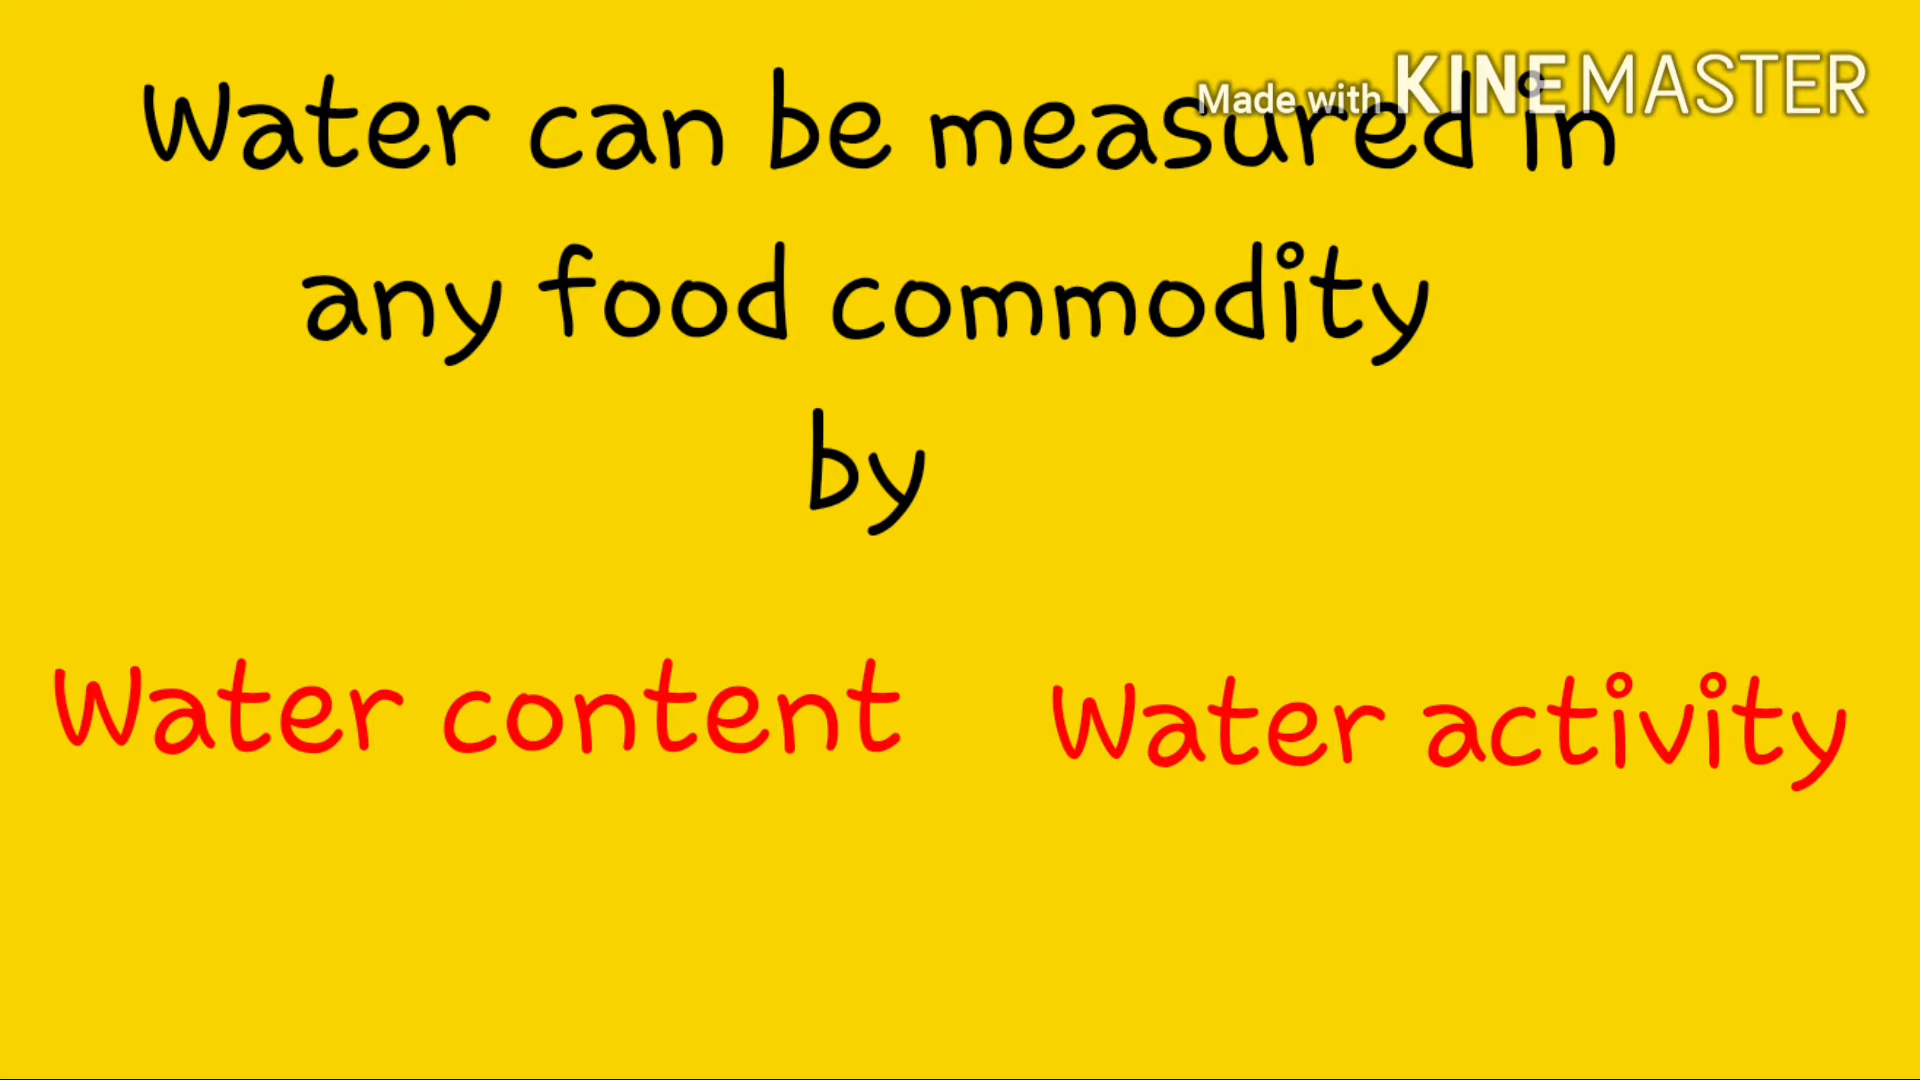 Made with KINEMASTER
Water can be measured in
any food commodity
by
Water content
Water activity